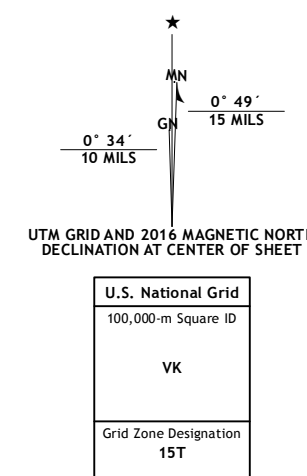 ★
MN
0° 49´
15 MILS
GN
0° 34´
10 MILS
UTM GRID AND 2016 MAGNETIC NORTH
DECLINATION AT CENTER OF SHEET
U.S. National Grid
100,000-m Square ID
VK
Grid Zone Designation
15T